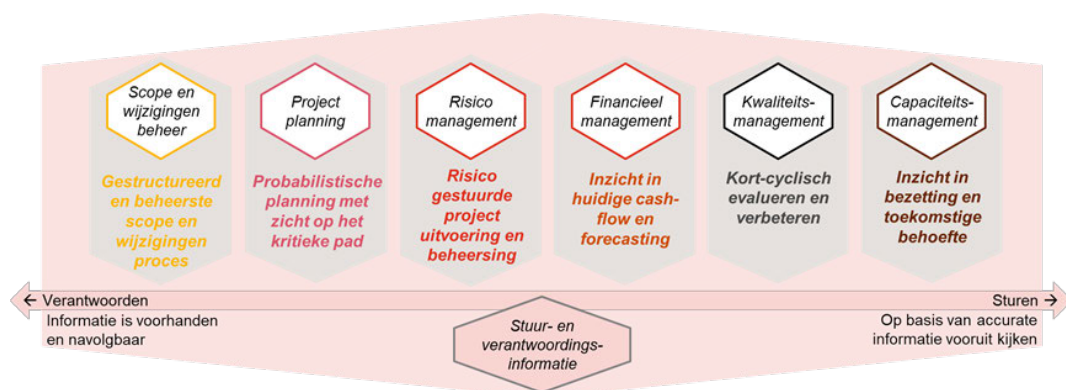 Scope en
wijzigingen
beheer
Project
planning
Risico
management
Financieel
management
Kwaliteits-
management
Capaciteits-
management
Gestructureerd
en beheerste
scope en
wijzigingen
proces
Probabilistische
planning met
zicht op het
kritieke pad
Risico
gestuurde
project
uitvoering en
beheersing
Inzicht in
huidige cash-
flow en
forecasting
Kort-cyclisch
evalueren en
verbeteren
Inzicht in
bezetting en
toekomstige
behoefte
← Verantwoorden
Informatie is voorhanden
en navolgbaar
Stuur- en
verantwoordings-
informatie
Sturen →
Op basis van accurate
informatie vooruit kijken